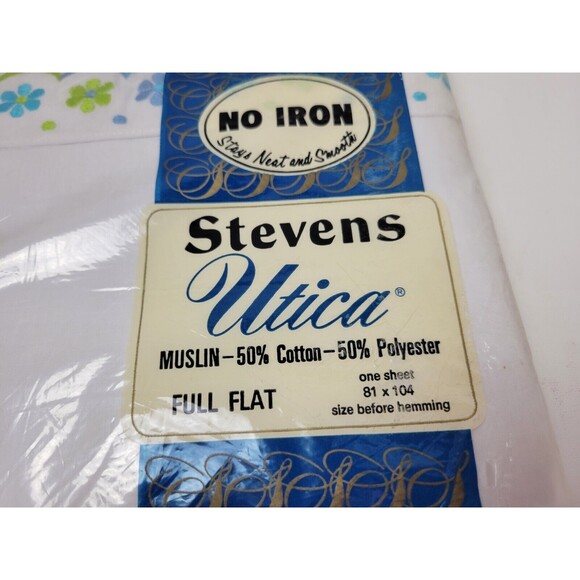 NO IRON
Stays Neat and Smooth
Stevens
Utica®
MUSLIN–50% Cotton–50% Polyester
FULL FLAT
one sheet
81 x 104
size before hemming